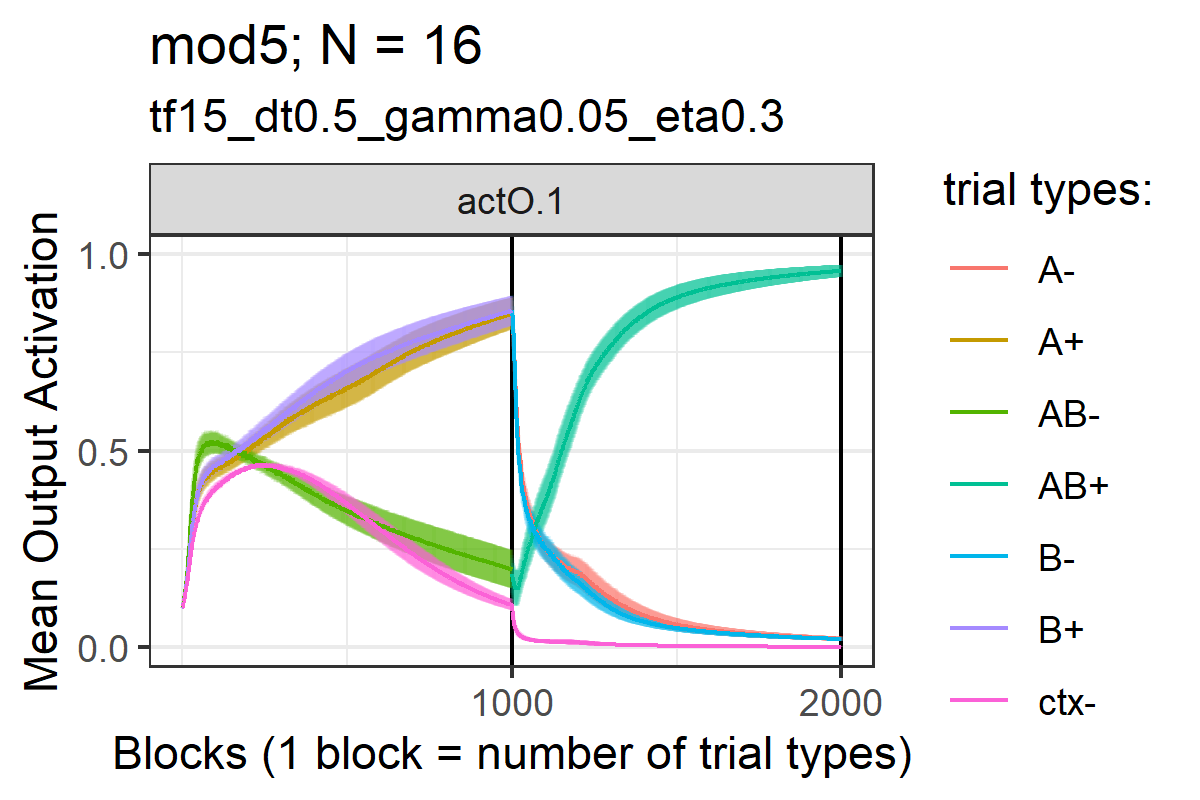 mod5; N = 16
tf15_dt0.5_gamma0.05_eta0.3
actO.1
Mean Output Activation
1.0
0.5
0.0
1000
2000
Blocks (1 block = number of trial types)
trial types:
A-
A+
AB-
AB+
B-
B+
ctx-